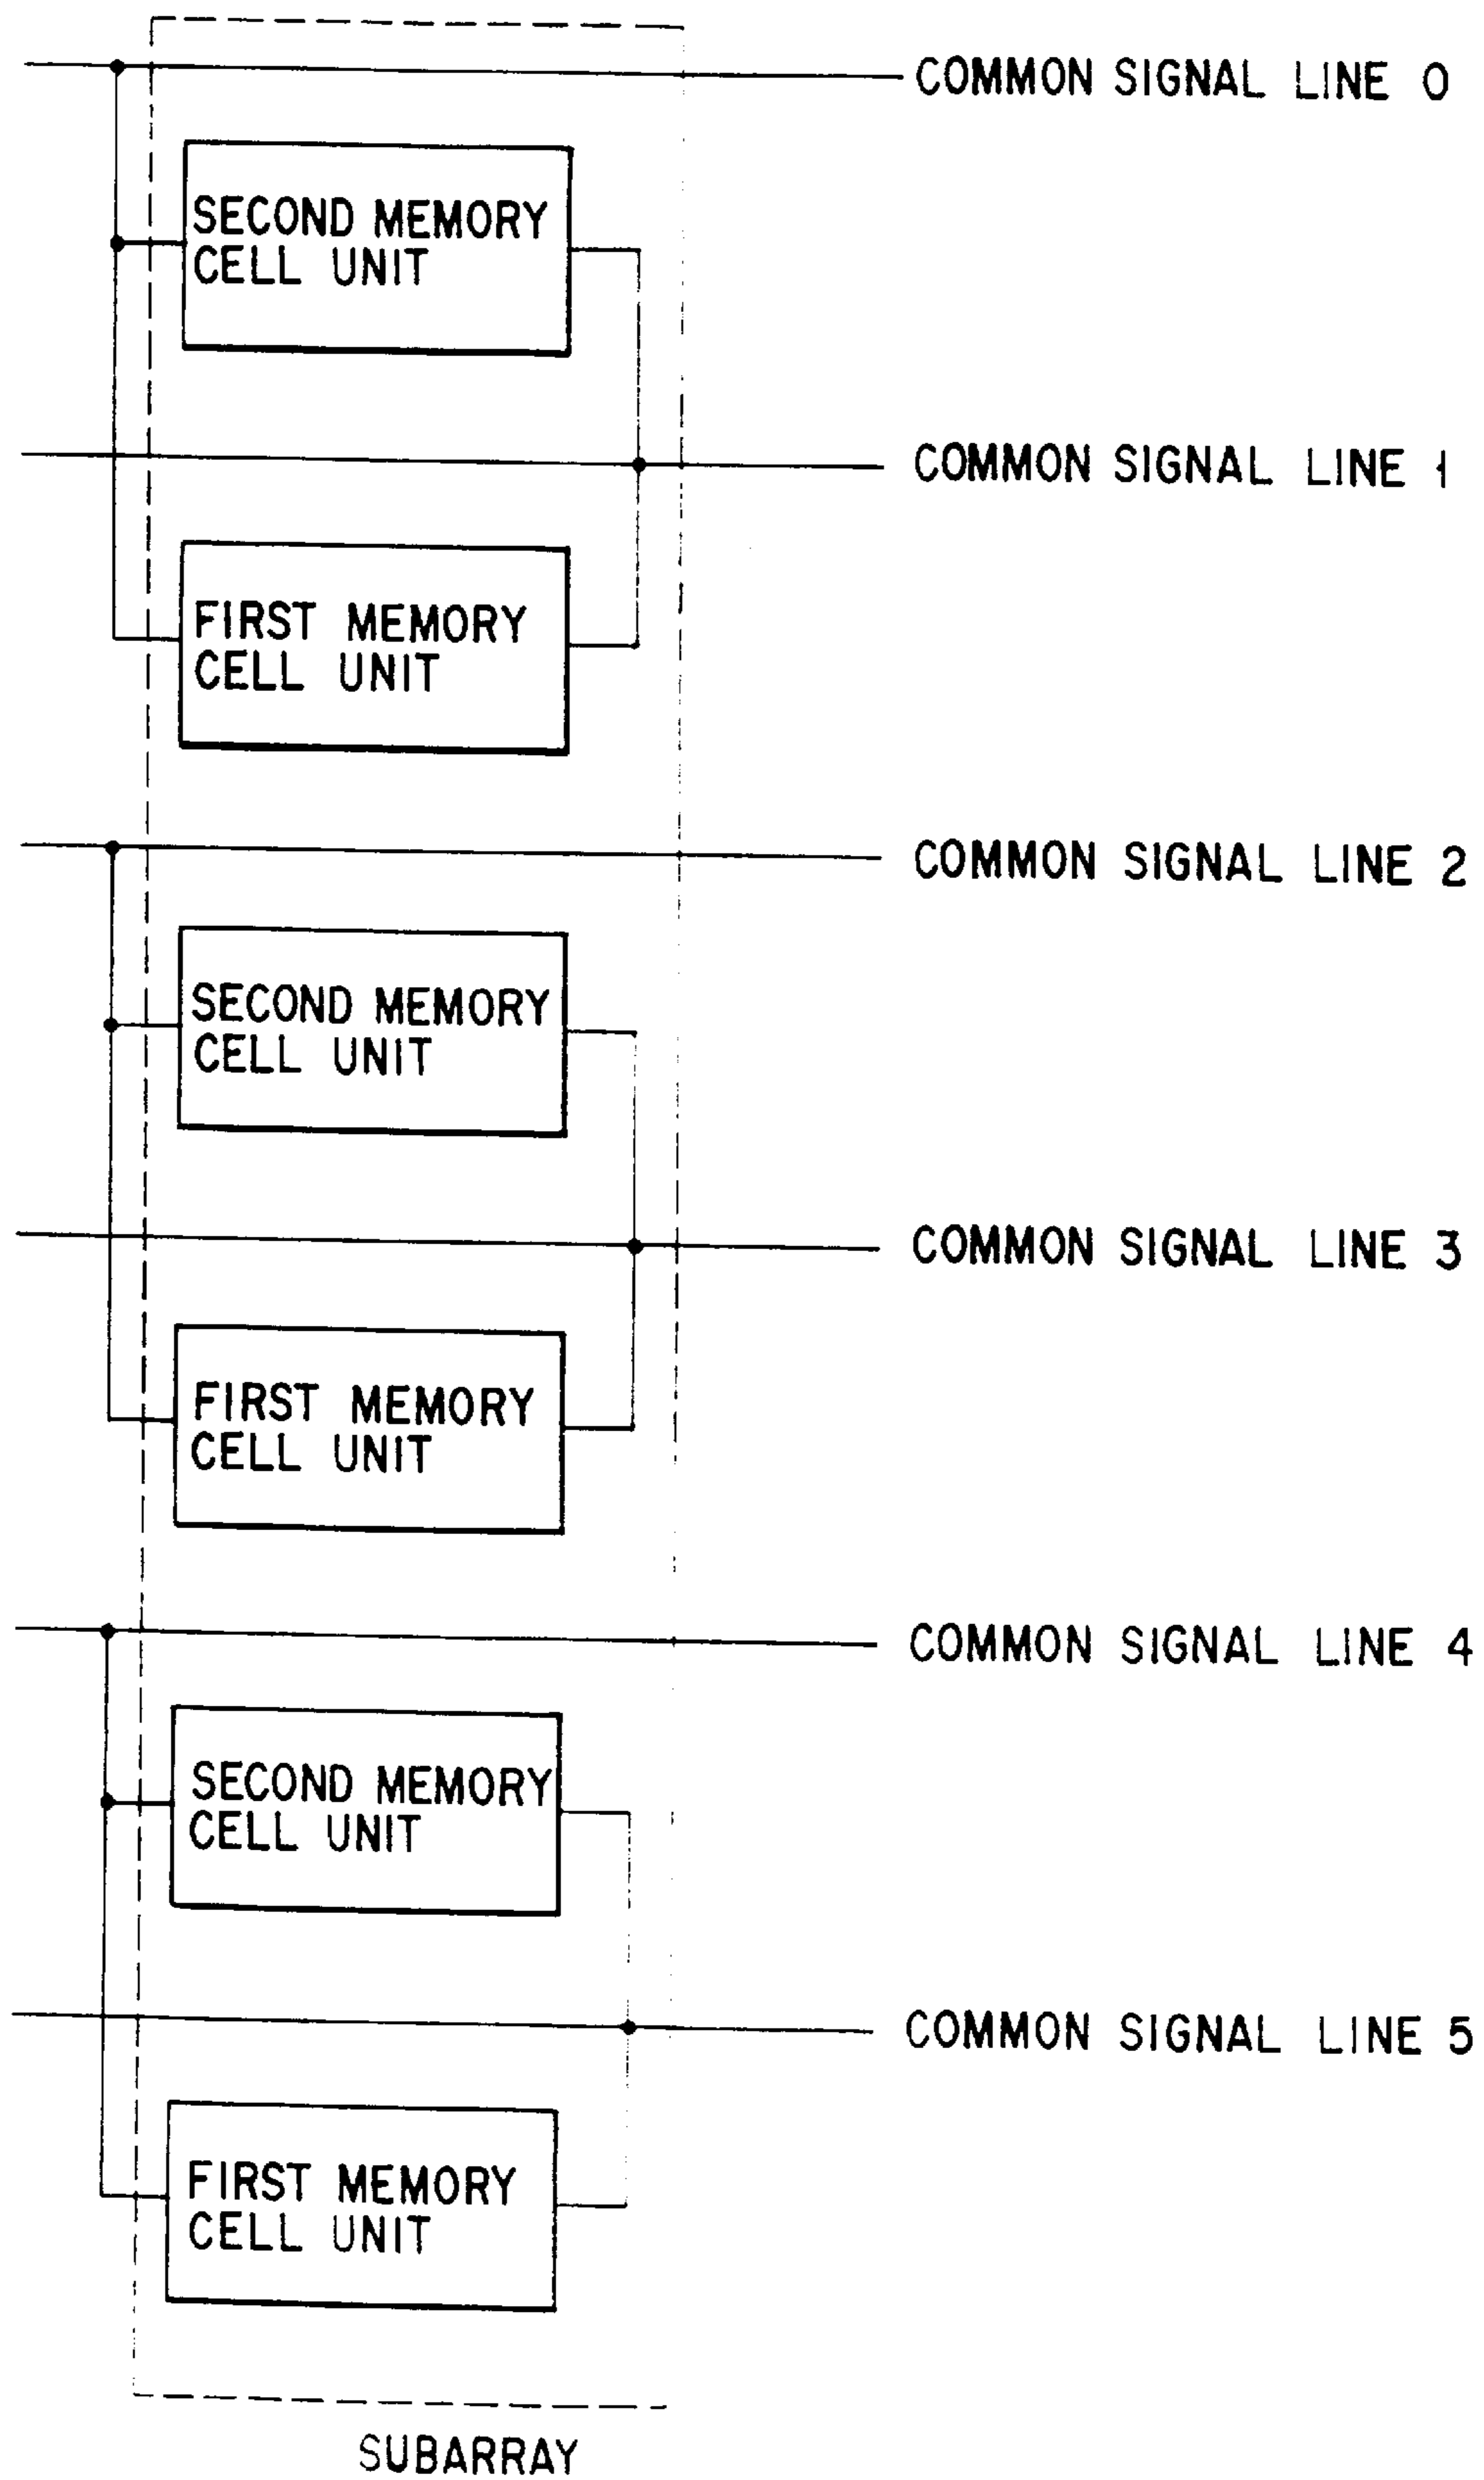 COMMON SIGNAL LINE 0
SECOND MEMORY
CELL UNIT
COMMON SIGNAL LINE 1
FIRST MEMORY
CELL UNIT
COMMON SIGNAL LINE 2
SECOND MEMORY
CELL UNIT
COMMON SIGNAL LINE 3
FIRST MEMORY
CELL UNIT
COMMON SIGNAL LINE 4
SECOND MEMORY
CELL UNIT
COMMON SIGNAL LINE 5
FIRST MEMORY
CELL UNIT
SUBARRAY